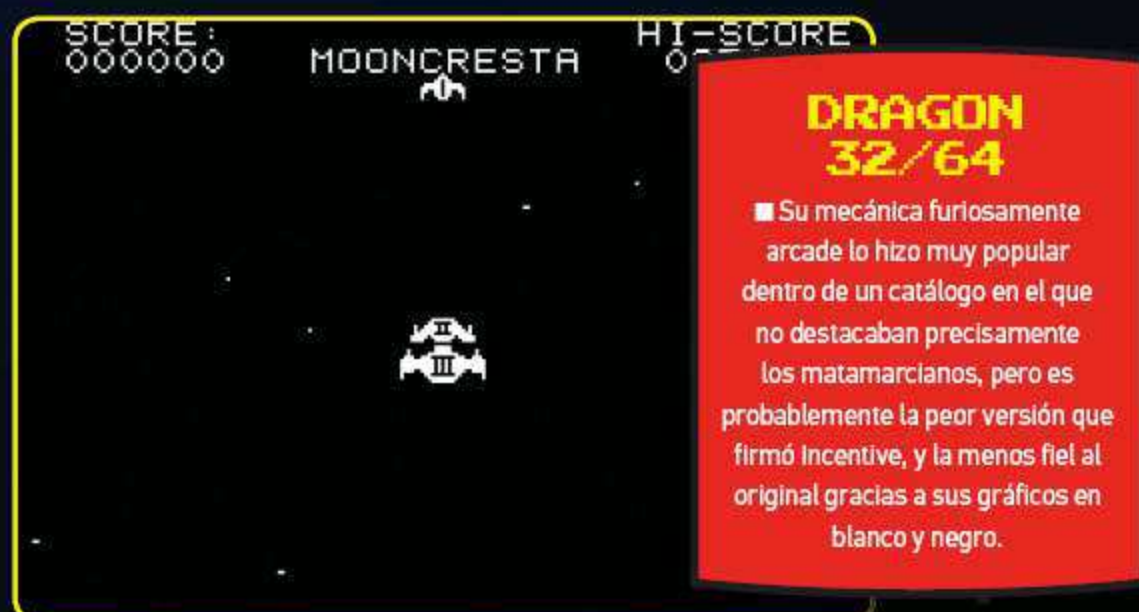 SCORE:
000000
MOONCRESTA
HI-SCORE
DRAGON
32/64
■ Su mecánica furiosamente
arcade lo hizo muy popular
dentro de un catálogo en el que
no destacaban precisamente
los matamarcianos, pero es
probablemente la peor versión que
firmó Incentive, y la menos fiel al
original gracias a sus gráficos en
blanco y negro.
II
III